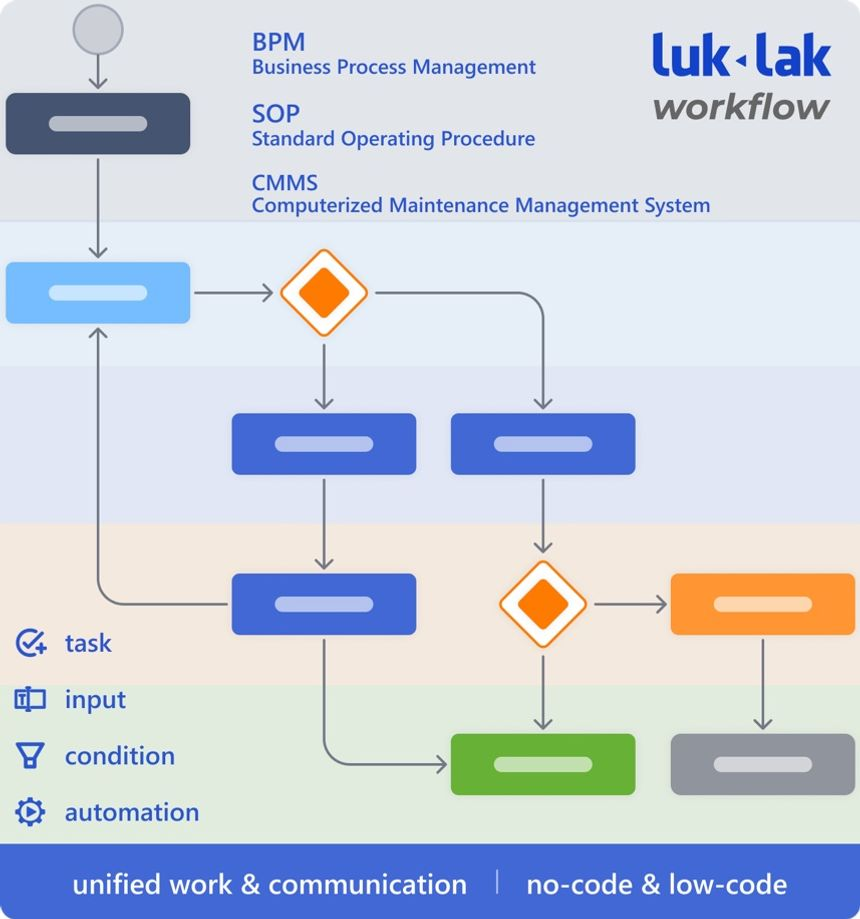 BPM
Business Process Management
SOP
Standard Operating Procedure
CMMS
Computerized Maintenance Management System
luk lak
workflow
task
input
condition
automation
unified work & communication | no-code & low-code